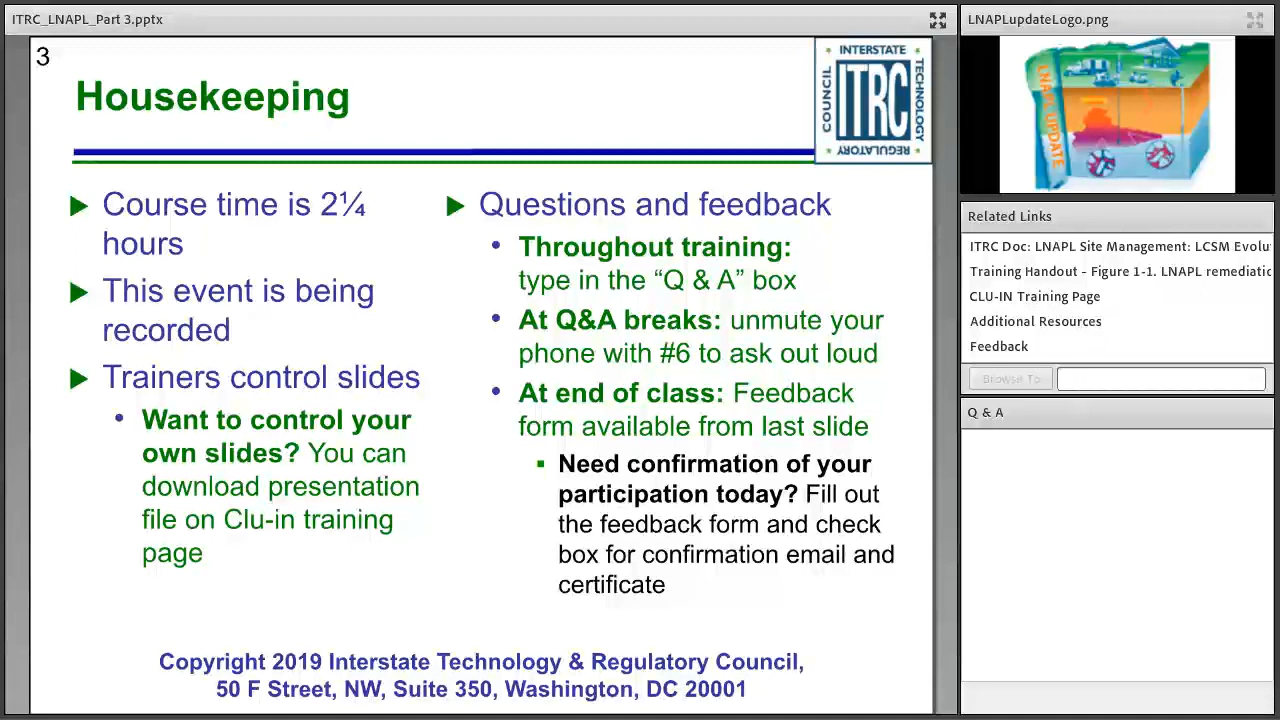 ITRC_LNAPL_Part 3.pptx
3
Housekeeping
INTERSTATE
COUNCIL
ITRC
TECHNOLOGY
REGULATORY
Course time is 2¼
hours
This event is being
recorded
Trainers control slides
Want to control your
own slides? You can
download presentation
file on Clu-in training
page
Questions and feedback
Throughout training:
type in the “Q & A” box
At Q&A breaks: unmute your
phone with #6 to ask out loud
At end of class: Feedback
form available from last slide
Need confirmation of your
participation today? Fill out
the feedback form and check
box for confirmation email and
certificate
Copyright 2019 Interstate Technology & Regulatory Council,
50 F Street, NW, Suite 350, Washington, DC 20001
LNAPLupdateLogo.png
LNAPL UPDATE
Related Links
ITRC Doc: LNAPL Site Management: LCSM Evolu
Training Handout - Figure 1-1. LNAPL remediatic
CLU-IN Training Page
Additional Resources
Feedback
Browse To
Q & A